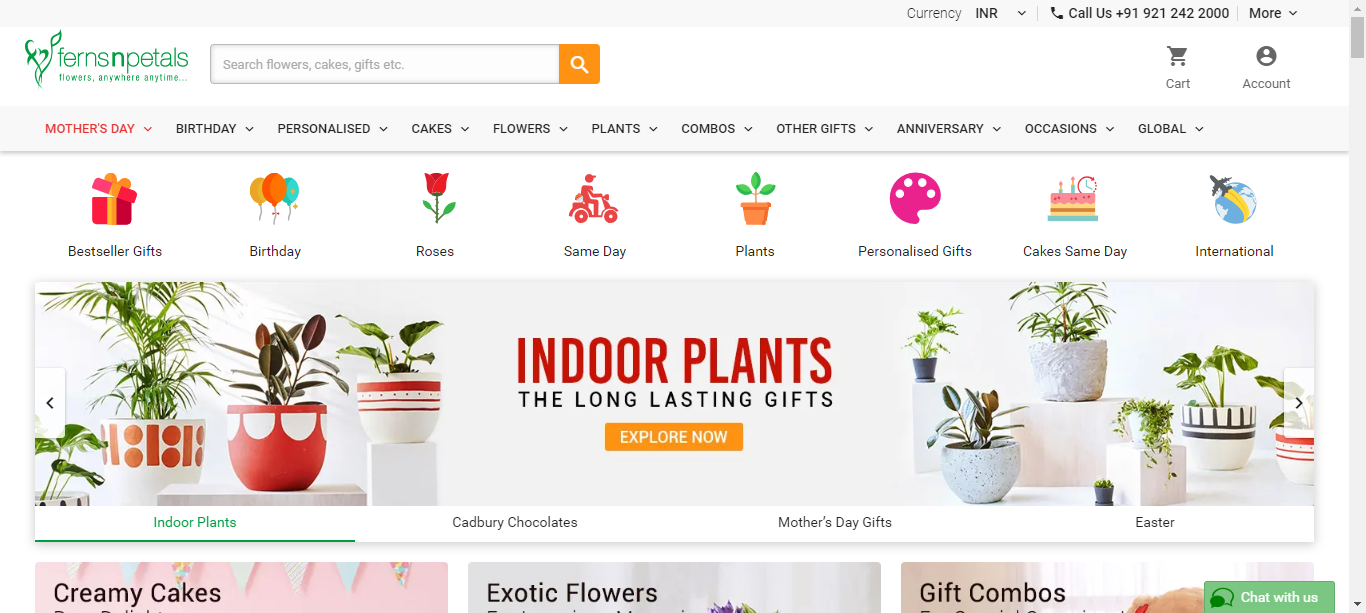 Currency INR Call Us +91 921 242 2000 More
fernsnpetals
flowers, anywhere anytime...
Search flowers, cakes, gifts etc.
Cart Account
MOTHER'S DAY BIRTHDAY PERSONALISED CAKES FLOWERS PLANTS COMBOS OTHER GIFTS ANNIVERSARY OCCASIONS GLOBAL
Bestseller Gifts Birthday Roses Same Day Plants Personalised Gifts Cakes Same Day International
INDOOR PLANTS
THE LONG LASTING GIFTS
EXPLORE NOW
Indoor Plants Cadbury Chocolates Mother's Day Gifts Easter
Creamy Cakes Exotic Flowers Gift Combos
Chat with us